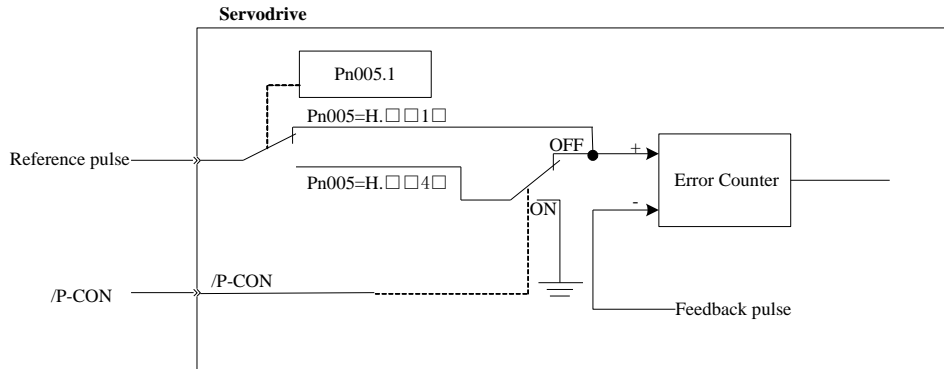 Servodrive
Pn005.1
Pn005=H.□□1□
Reference pulse
OFF
+
Error Counter
Pn005=H.□□4□
-
ON
/P-CON
/P-CON
Feedback pulse